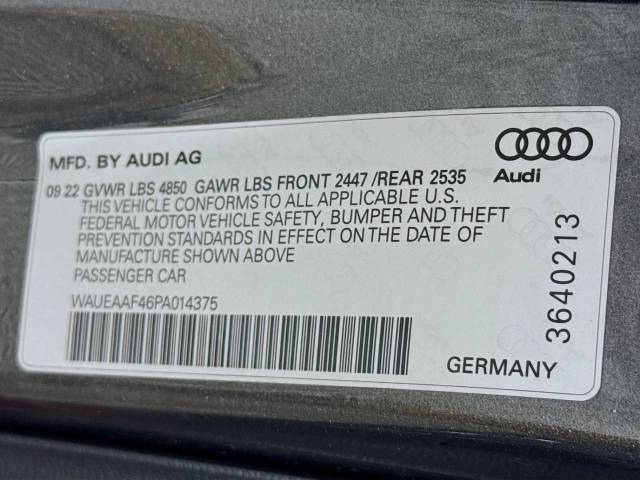 MFD. BY AUDI AG
Audi
09 22 GVWR LBS 4850 GAWR LBS FRONT 2447 /REAR 2535
THIS VEHICLE CONFORMS TO ALL APPLICABLE U.S.
FEDERAL MOTOR VEHICLE SAFETY, BUMPER AND THEFT
PREVENTION STANDARDS IN EFFECT ON THE DATE OF
MANUFACTURE SHOWN ABOVE
PASSENGER CAR
WAUEAAF46PA014375
3640213
GERMANY